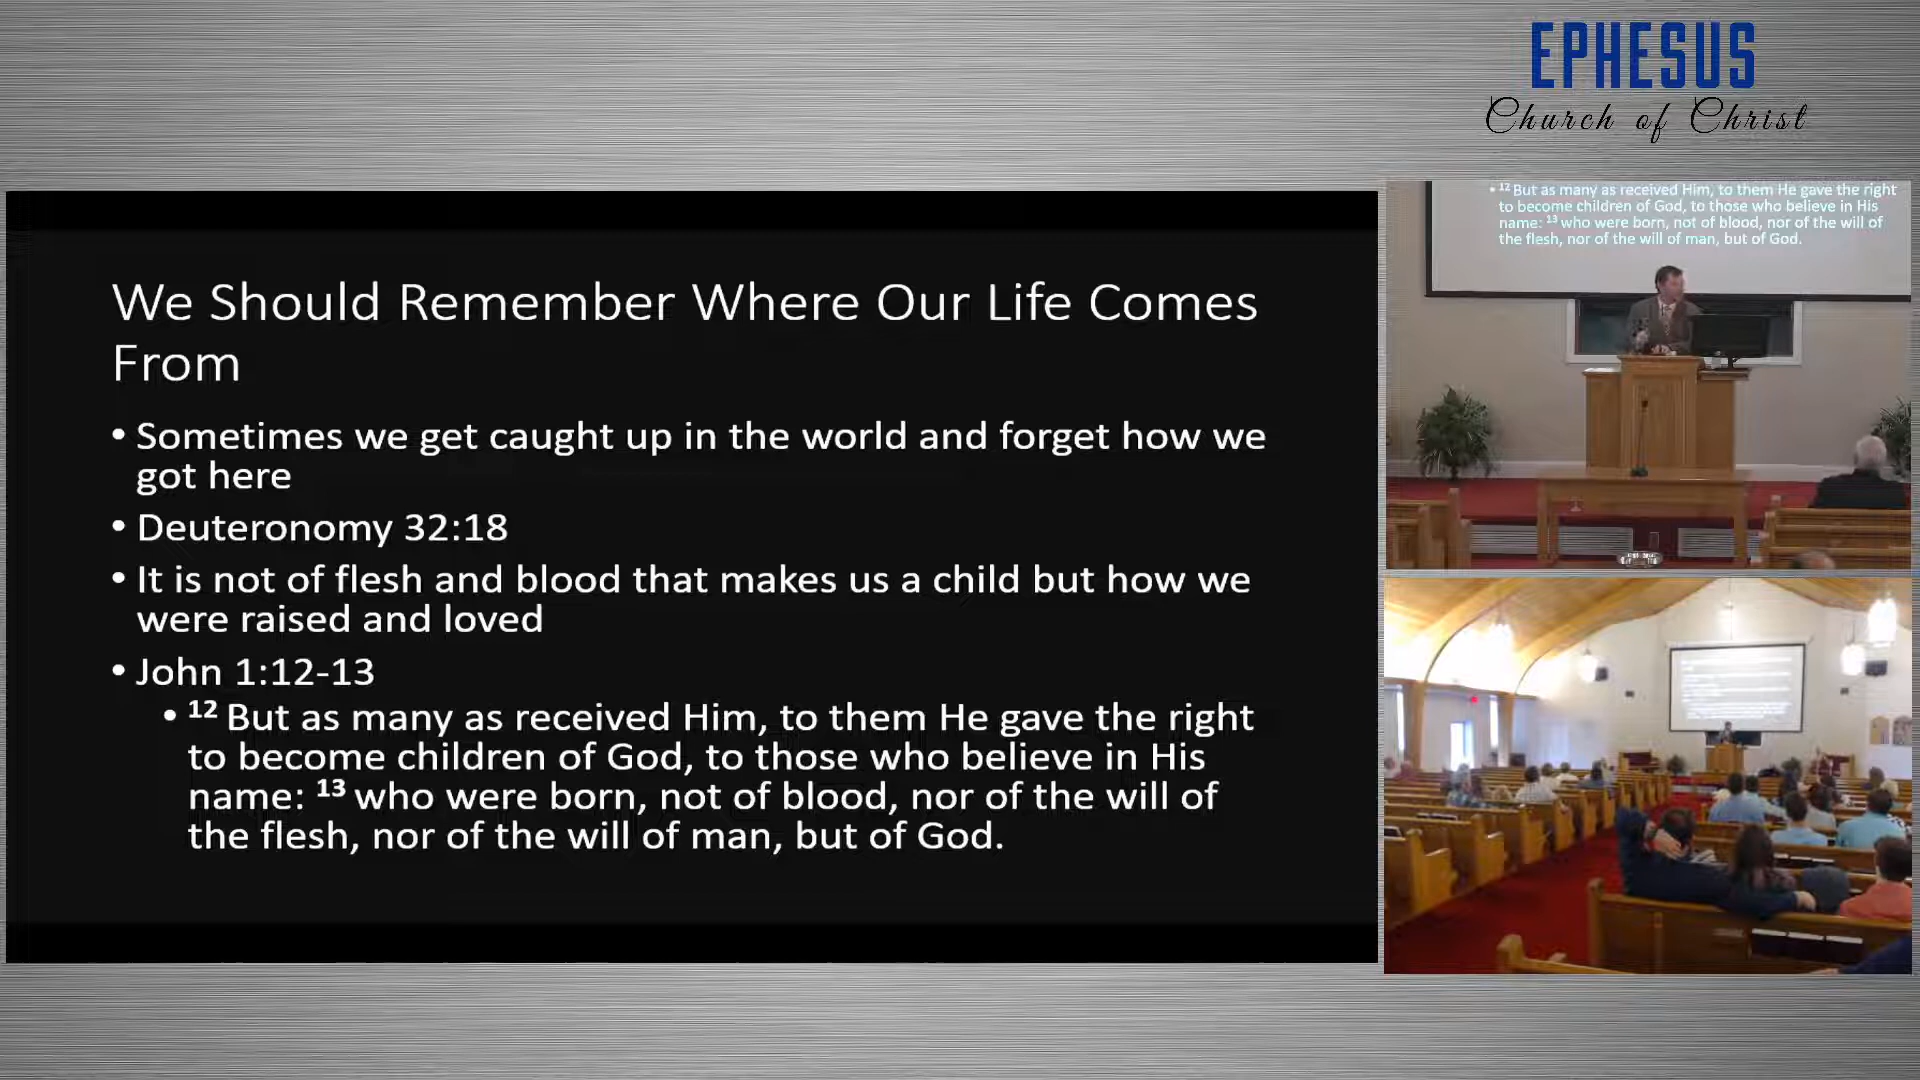 EPHESUS
Church of Christ
We Should Remember Where Our Life Comes
From
• Sometimes we get caught up in the world and forget how we
got here
• Deuteronomy 32:18
• It is not of flesh and blood that makes us a child but how we
were raised and loved
• John 1:12-13
• 12 But as many as received Him, to them He gave the right
to become children of God, to those who believe in His
name: 13 who were born, not of blood, nor of the will of
the flesh, nor of the will of man, but of God.
• 12 But as many as received Him, to them He gave the right
to become children of God, to those who believe in His
name: 13 who were born, not of blood, nor of the will of
the flesh, nor of the will of man, but of God.